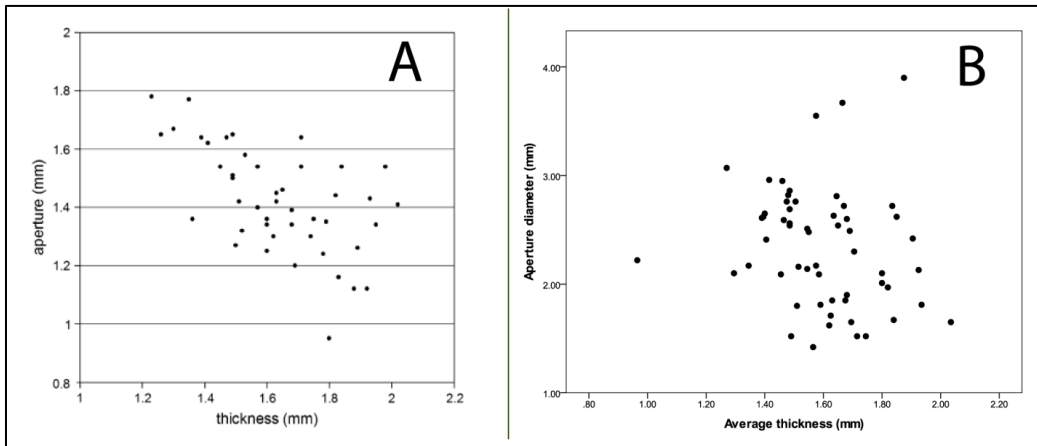 A
2
1.8
1.6
1.4
1.2
1
0.8
aperture (mm)
1 1.2 1.4 1.6 1.8 2 2.2
thickness (mm)
B
4.00
3.00
2.00
1.00
Aperture diameter (mm)
.80 1.00 1.20 1.40 1.60 1.80 2.00 2.20
Average thickness (mm)